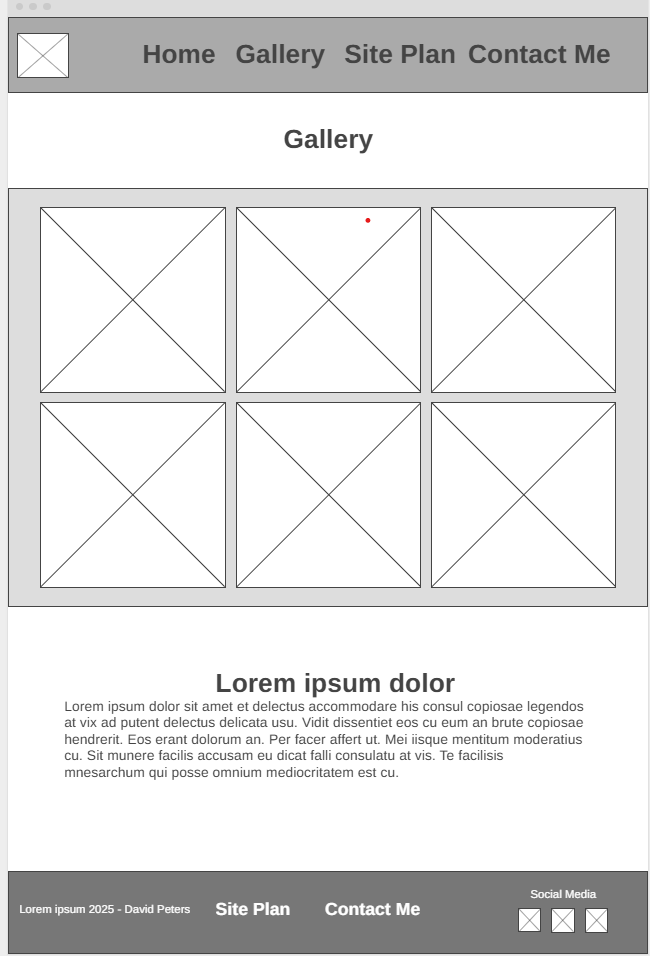 Home Gallery Site Plan Contact Me
Gallery
Lorem ipsum dolor
Lorem ipsum dolor sit amet et delectus accommodare his consul copiosae legendos
at vix ad putent delectus delicata usu. Vidit dissentiet eos cu eum an brute copiosae
hendrerit. Eos erant dolorum an. Per facer affert ut. Mei iisque mentitum moderatius
cu. Sit munere facilis accusam eu dicat falli consulatu at vis. Te facilisis
mnesarchum qui posse omnium mediocritatem est cu.
Social Media
Lorem ipsum 2025 - David Peters Site Plan Contact Me